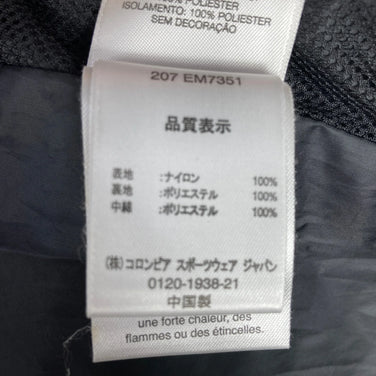 100% POLIÉSTER
ISOLAMENTO: 100% POLIÉSTER
SEM DECORAÇÃO
207 EM7351
品質表示
表地 :ナイロン 100%
裏地 :ポリエステル 100%
中綿 :ポリエステル 100%
(株)コロンビア スポーツウェア ジャパン
0120-1938-21
中国製
une forte chaleur, des
flammes ou des étincelles.